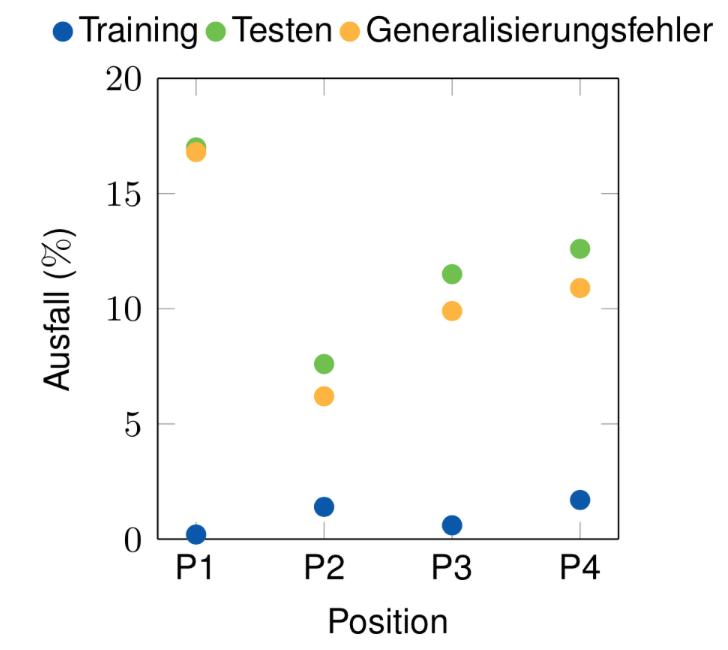 Training Testen Generalisierungsfehler
20
15
10
5
0
Ausfall (%)
P1 P2 P3 P4
Position